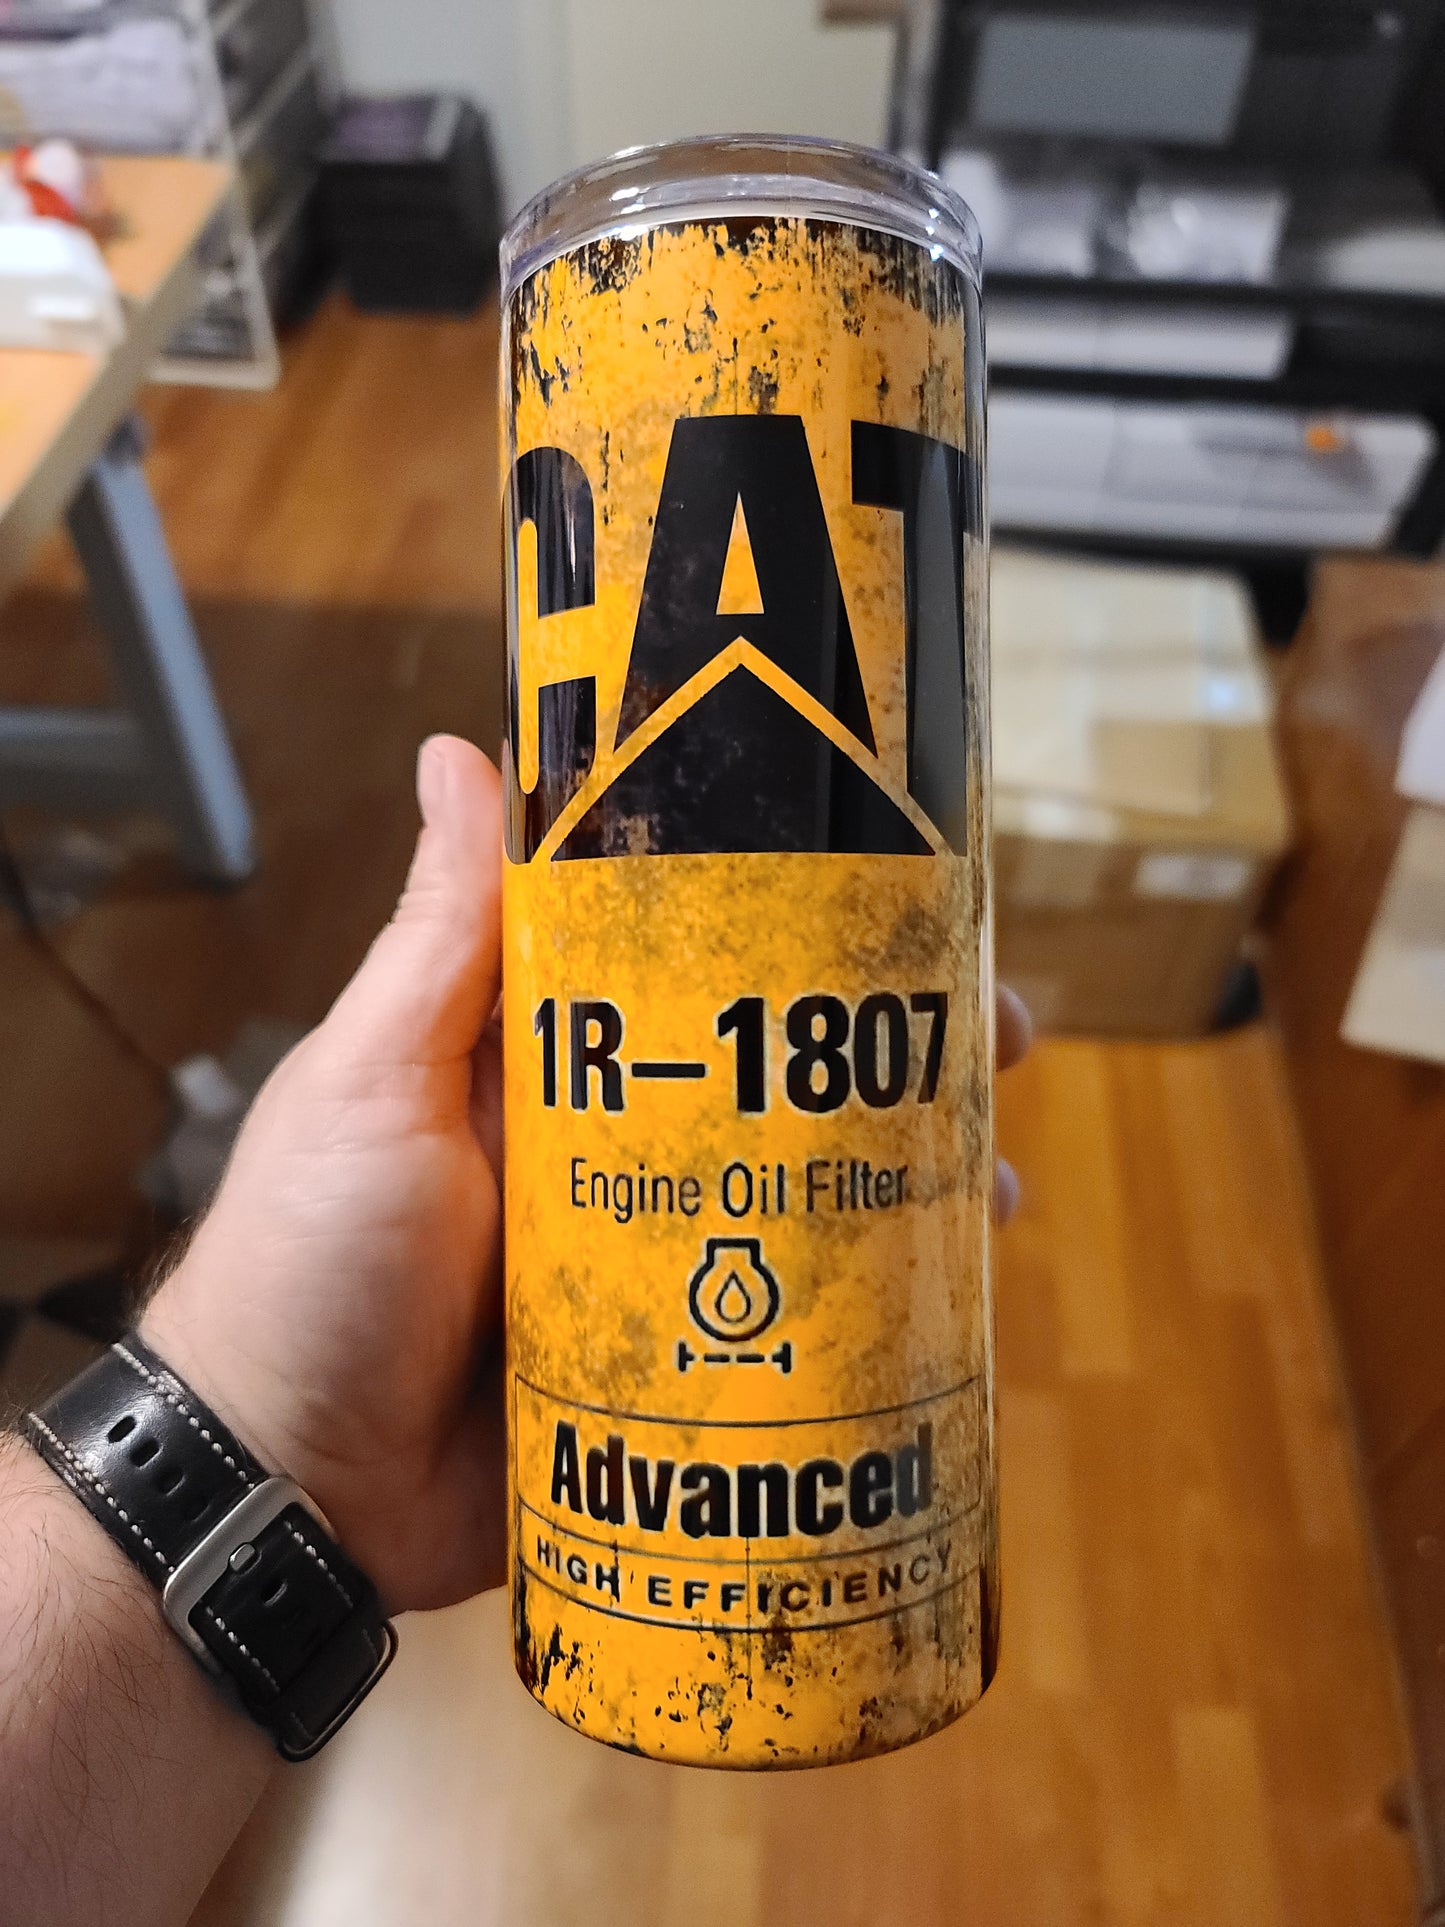 CAT
1R–1807
Engine Oil Filter
Advanced
HIGH EFFICIENCY